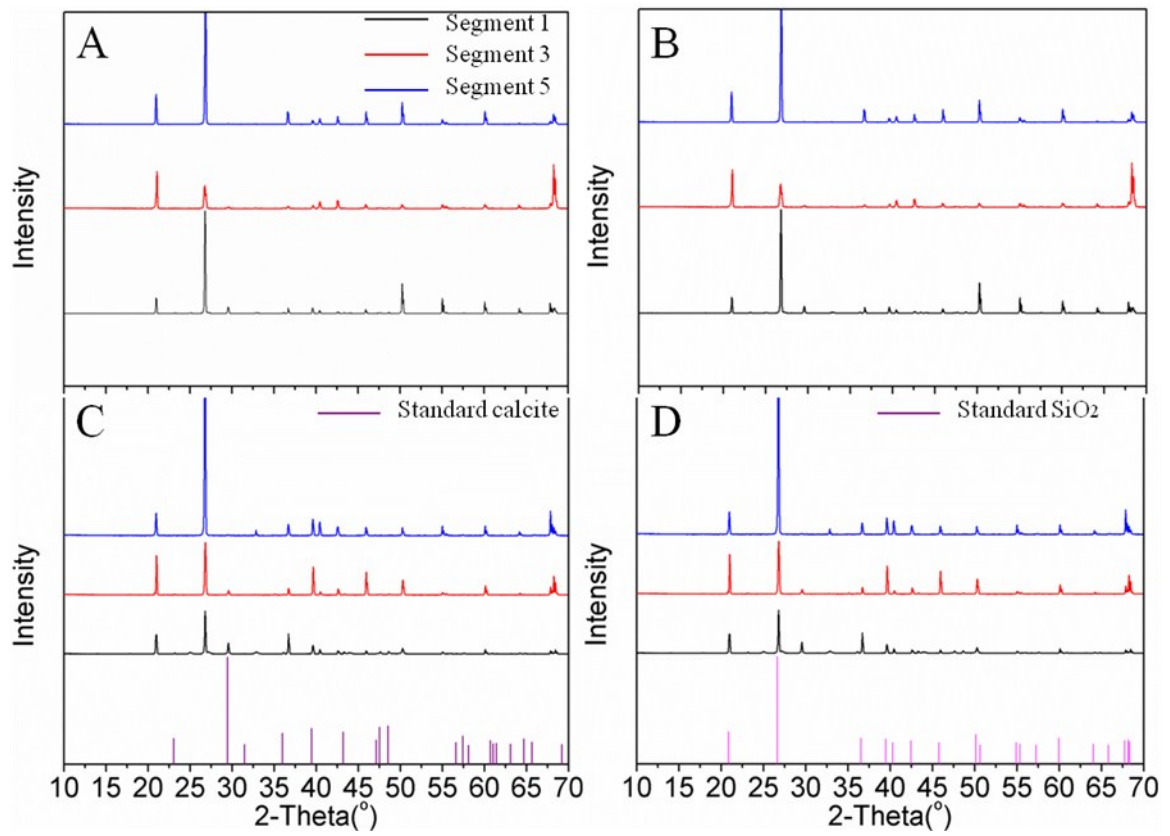 A
Segment 1
Segment 3
Segment 5
Intensity
B
Intensity
C
Standard calcite
Intensity
10 15 20 25 30 35 40 45 50 55 60 65 70
2-Theta(°)
D
Standard SiO₂
Intensity
10 15 20 25 30 35 40 45 50 55 60 65 70
2-Theta(°)